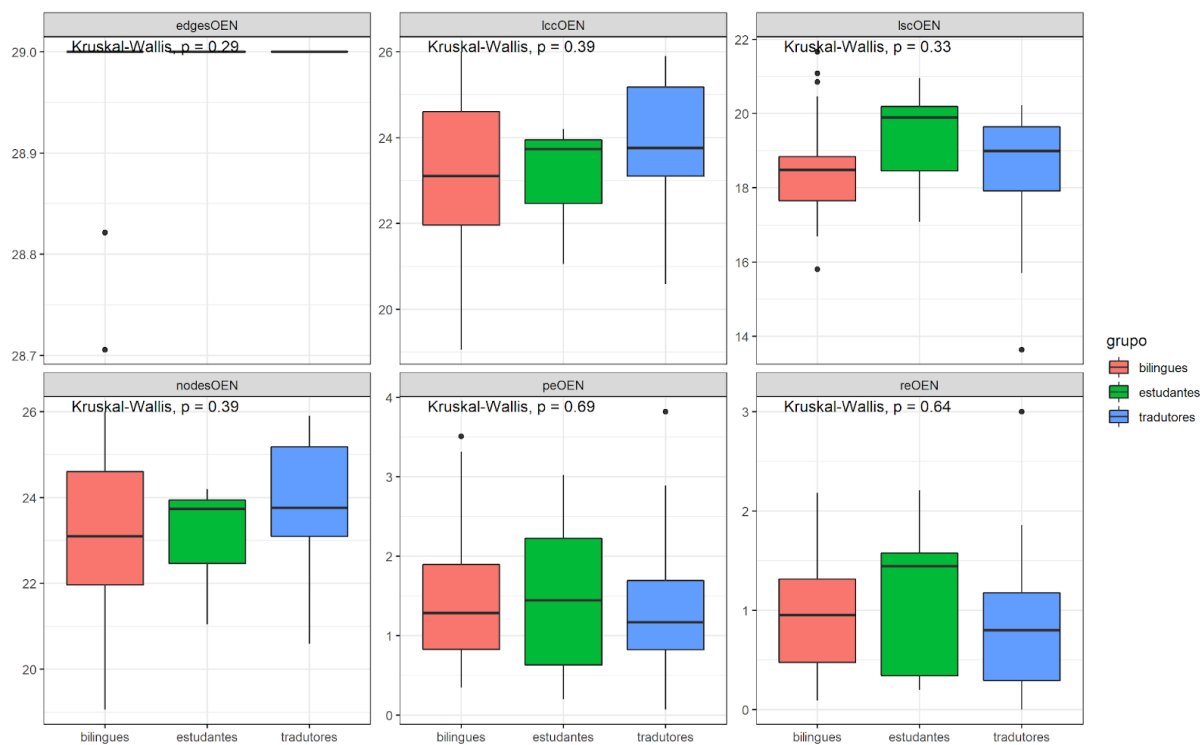 edgesOEN
Kruskal-Wallis, p = 0.29
29.0
28.9
28.8
28.7
lccOEN
Kruskal-Wallis, p = 0.39
26
24
22
20
lscOEN
Kruskal-Wallis, p = 0.33
22
20
18
16
14
nodesOEN
Kruskal-Wallis, p = 0.39
26
24
22
20
bilingues estudantes tradutores
peOEN
Kruskal-Wallis, p = 0.69
4
3
2
1
0
bilingues estudantes tradutores
reOEN
Kruskal-Wallis, p = 0.64
3
2
1
0
bilingues estudantes tradutores
grupo
bilingues
estudantes
tradutores